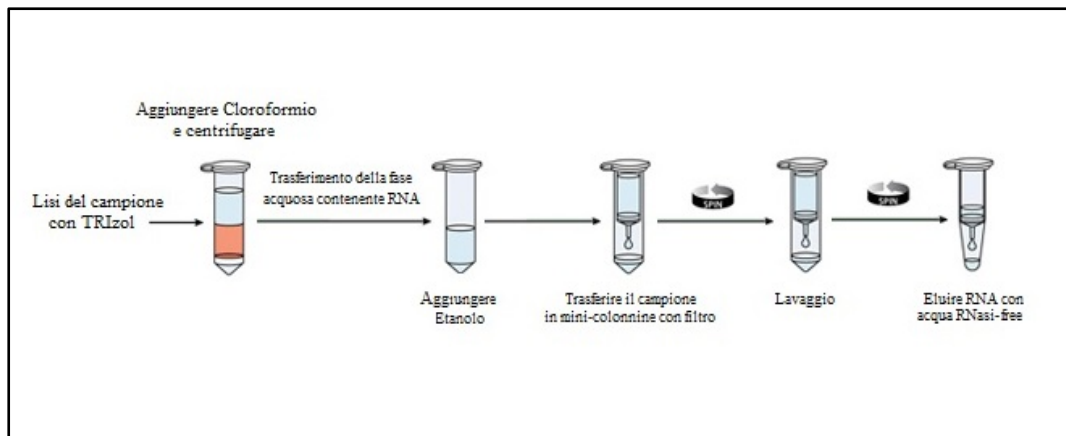 Aggiungere Cloroformio
e centrifugare
Lisi del campione
con TRIzol
Trasferimento della fase
acquosa contenente RNA
Aggiungere
Etanolo
Trasferire il campione
in mini-colonnine con filtro
SPIN
Lavaggio
SPIN
Eluire RNA con
acqua RNasi-free